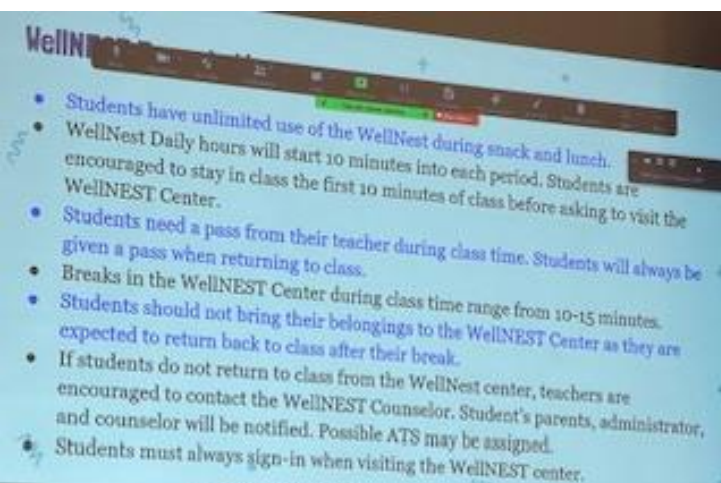 • Students have unlimited use of the WellNest during snack and lunch.
• WellNest Daily hours will start 10 minutes into each period. Students are
encouraged to stay in class the first 10 minutes of class before asking to visit the
WellNEST Center.
• Students need a pass from their teacher during class time. Students will always be
given a pass when returning to class.
• Breaks in the WellNEST Center during class time range from 10-15 minutes.
• Students should not bring their belongings to the WellNEST Center as they are
expected to return back to class after their break.
• If students do not return to class from the WellNest center, teachers are
encouraged to contact the WellNEST Counselor. Student's parents, administrator,
and counselor will be notified. Possible ATS may be assigned.
• Students must always sign-in when visiting the WellNEST center.